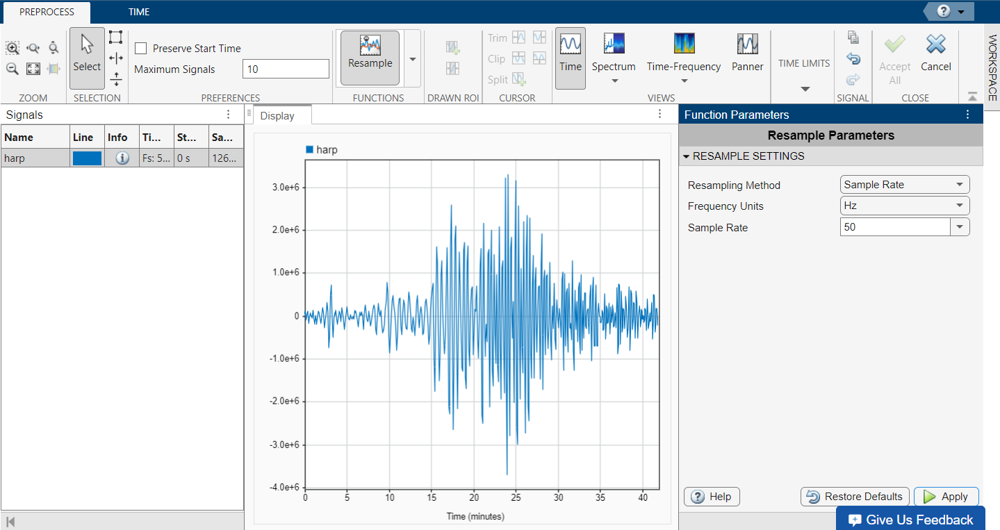 PREPROCESS TIME
?
Select
Preserve Start Time
Maximum Signals 10
Resample
Trim
Clip
Split
Time Spectrum Time-Frequency Panner
TIME LIMITS
Accept All
Cancel
ZOOM SELECTION PREFERENCES FUNCTIONS DRAWN ROI CURSOR VIEWS SIGNAL CLOSE
WORKSPACE
Signals
Name Line Info Ti... St... Sa...
harp i Fs: 5... 0 s 126...
Display
harp
3.0e+6
2.0e+6
1.0e+6
0
-1.0e+6
-2.0e+6
-3.0e+6
-4.0e+6
0 5 10 15 20 25 30 35 40
Time (minutes)
Function Parameters
Resample Parameters
RESAMPLE SETTINGS
Resampling Method Sample Rate
Frequency Units Hz
Sample Rate 50
? Help Restore Defaults Apply
Give Us Feedback